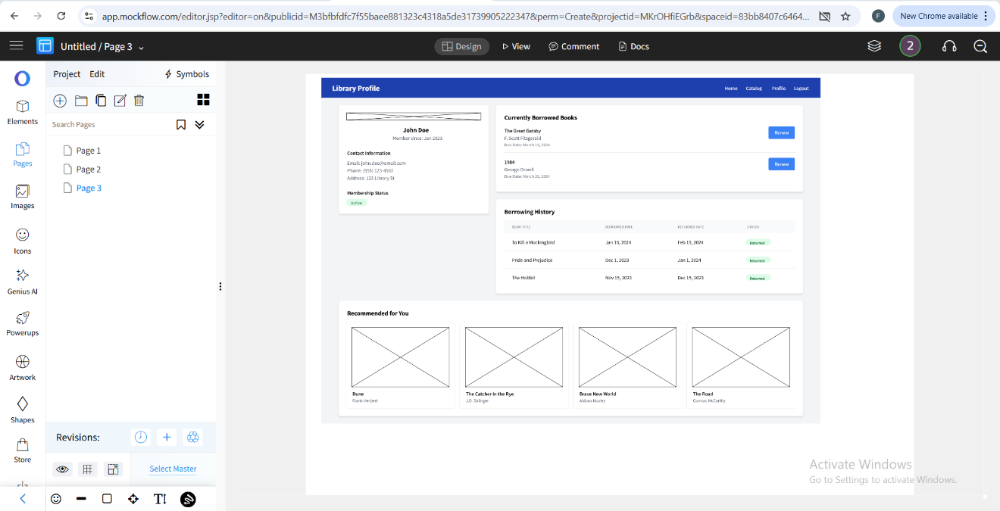 app.mockflow.com/editor.jsp?editor=on&publicid=M3bfbfdfc7f55baee881323c4318a5de31739905222347&perm=Create&projectid=MKrOHfiEGrb&spaceid=83bb8407c6464...
F
New Chrome available
Untitled / Page 3
Design
View
Comment
Docs
2
Project
Edit
Symbols
Elements
Search Pages
Page 1
Page 2
Page 3
Pages
Images
Icons
Genius AI
Powerups
Artwork
Shapes
Store
Revisions:
Select Master
T
Library Profile
Home
Catalog
Profile
Logout
John Doe
Member since: Jan 2023
Contact Information
Email: john.doe@email.com
Phone: (555) 123-4567
Address: 123 Library St
Membership Status
Active
Currently Borrowed Books
The Great Gatsby
F. Scott Fitzgerald
Due Date: March 15, 2024
Renew
1984
George Orwell
Due Date: March 20, 2024
Renew
Borrowing History
BOOK TITLE
BORROWED DATE
RETURNED DATE
STATUS
To Kill a Mockingbird
Jan 15, 2024
Feb 15, 2024
Returned
Pride and Prejudice
Dec 1, 2023
Jan 1, 2024
Returned
The Hobbit
Nov 15, 2023
Dec 15, 2023
Returned
Recommended for You
Dune
Frank Herbert
The Catcher in the Rye
J.D. Salinger
Brave New World
Aldous Huxley
The Road
Cormac McCarthy
Activate Windows
Go to Settings to activate Windows.